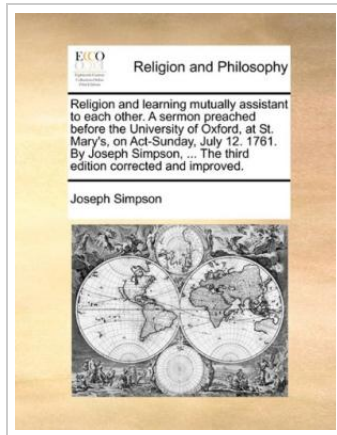 ECCO
Religion and Philosophy
Religion and learning mutually assistant
to each other. A sermon preached
before the University of Oxford, at St.
Mary's, on Act-Sunday, July 12. 1761.
By Joseph Simpson, ... The third
edition corrected and improved.
Joseph Simpson